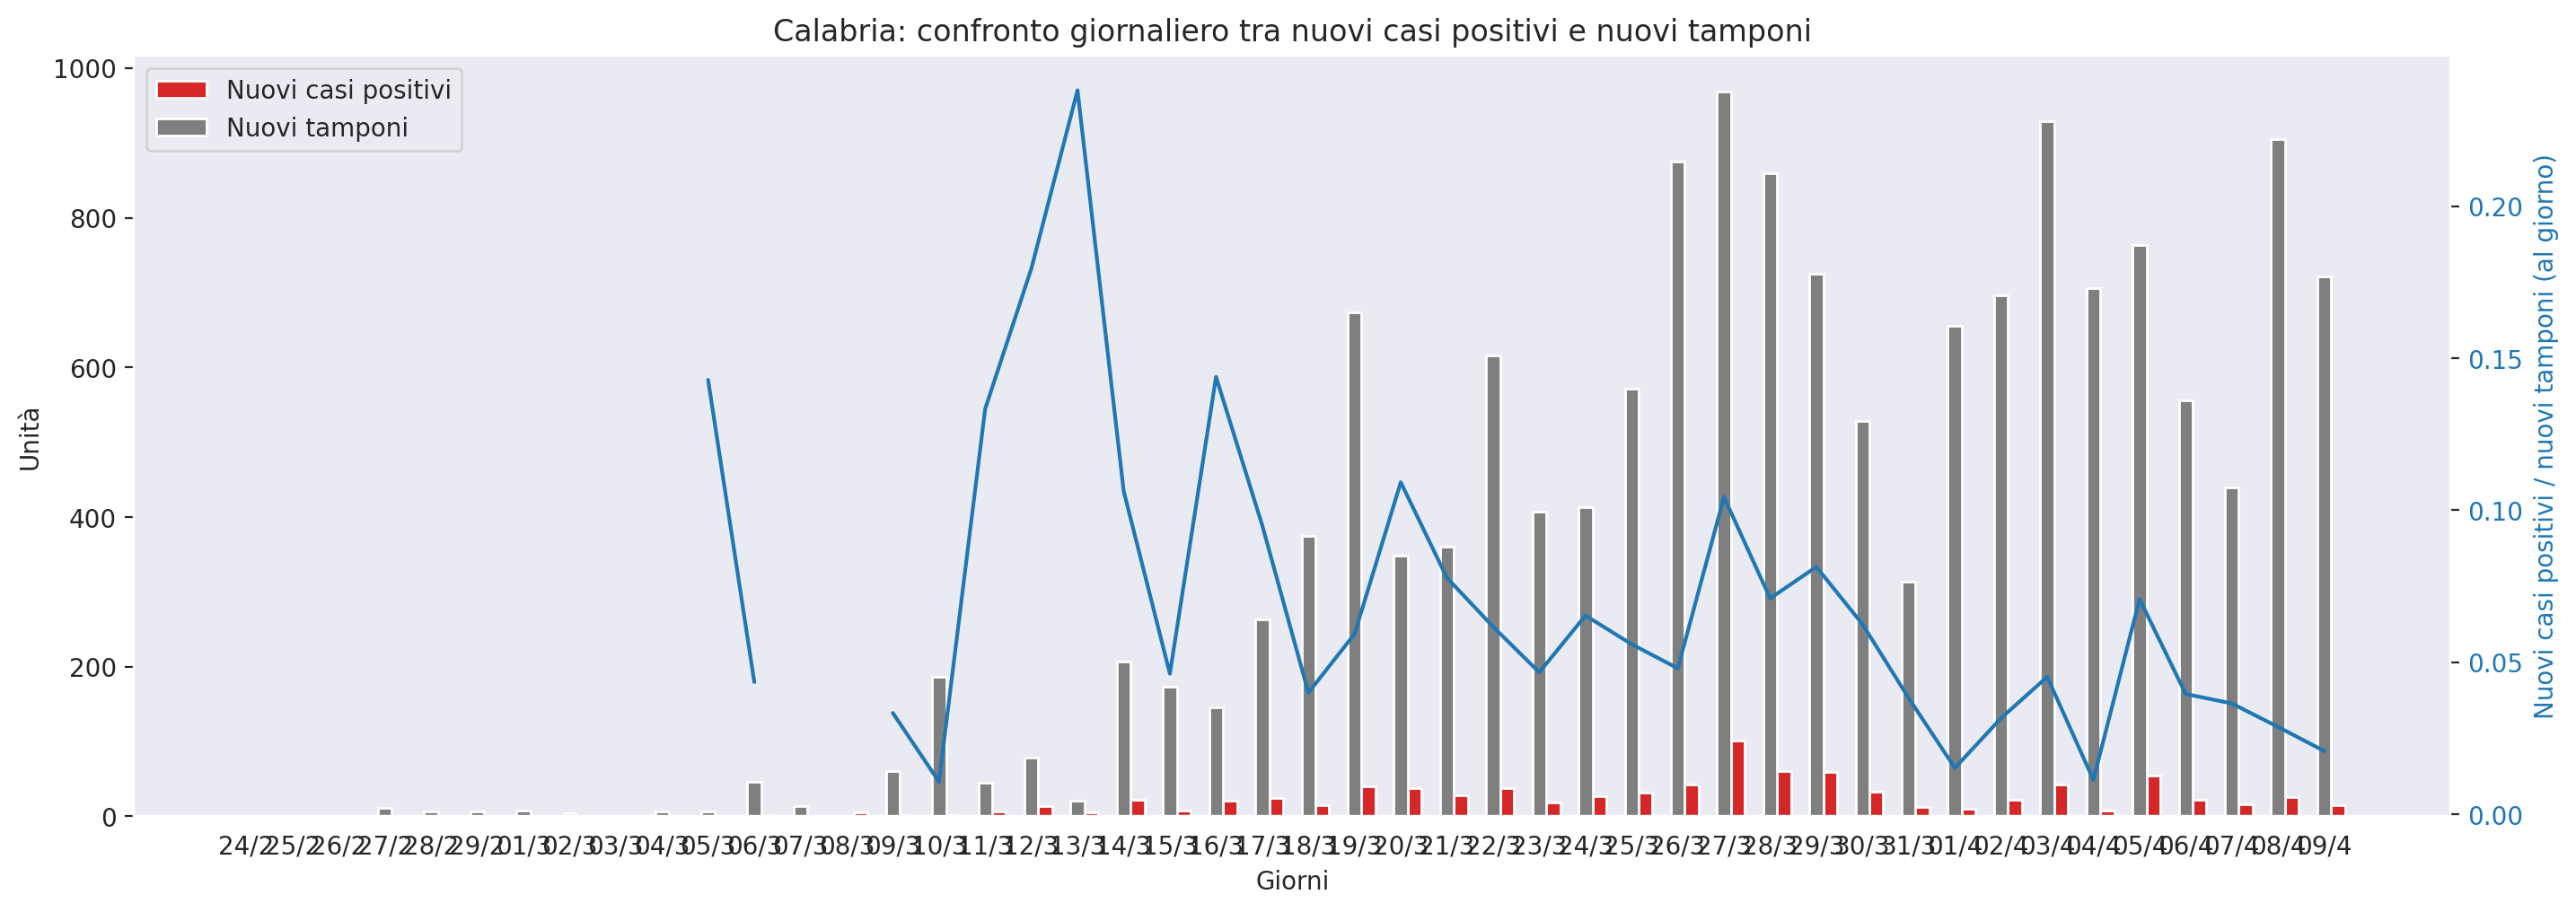 Calabria: confronto giornaliero tra nuovi casi positivi e nuovi tamponi
Nuovi casi positivi
Nuovi tamponi
1000
800
600
400
200
0
Unità
0.20
0.15
0.10
0.05
0.00
Nuovi casi positivi / nuovi tamponi (al giorno)
24/2 25/2 26/2 27/2 28/2 29/2 01/3 02/3 03/3 04/3 05/3 06/3 07/3 08/3 09/3 10/3 11/3 12/3 13/3 14/3 15/3 16/3 17/3 18/3 19/3 20/3 21/3 22/3 23/3 24/3 25/3 26/3 27/3 28/3 29/3 30/3 31/3 01/4 02/4 03/4 04/4 05/4 06/4 07/4 08/4 09/4
Giorni